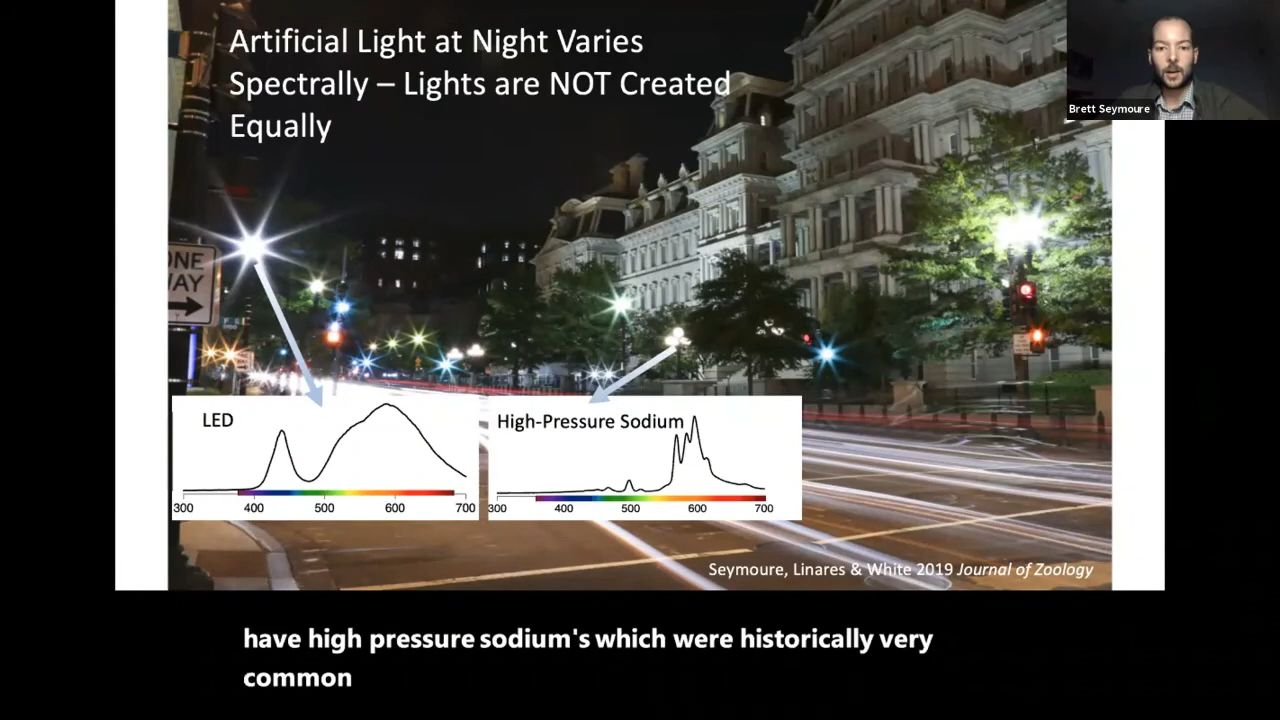 Artificial Light at Night Varies
Spectrally – Lights are NOT Created
Equally
Brett Seymoure
ONE
WAY
LED
300 400 500 600 700
High-Pressure Sodium
300 400 500 600 700
Seymoure, Linares & White 2019 Journal of Zoology
have high pressure sodium's which were historically very
common